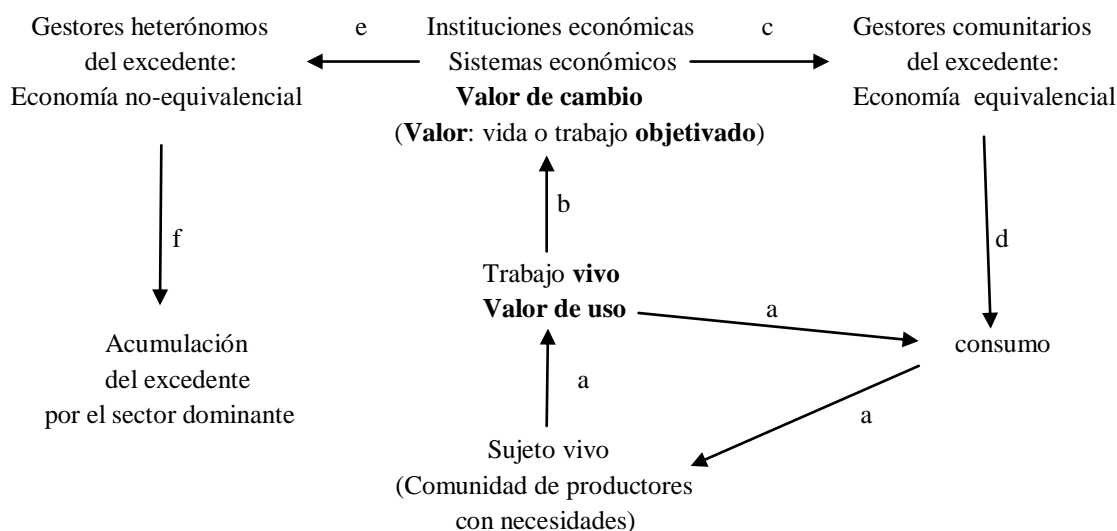 Gestores heterónomos
del excedente:
Economía no-equivalencial
e
Instituciones económicas
Sistemas económicos
Valor de cambio
(Valor: vida o trabajo objetivado)
c
Gestores comunitarios
del excedente:
Economía equivalencial
f
b
d
Trabajo vivo
Valor de uso
a
Acumulación
del excedente
por el sector dominante
consumo
a
a
Sujeto vivo
(Comunidad de productores
con necesidades)